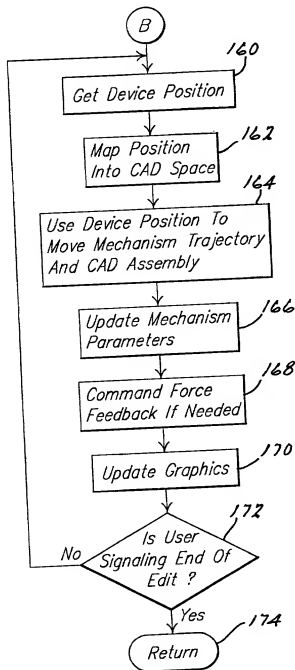 B
160
Get Device Position
162
Map Position
Into CAD Space
164
Use Device Position To
Move Mechanism Trajectory
And CAD Assembly
166
Update Mechanism
Parameters
168
Command Force
Feedback If Needed
170
Update Graphics
172
Is User
No
Signaling End Of
Edit ?
Yes
174
Return